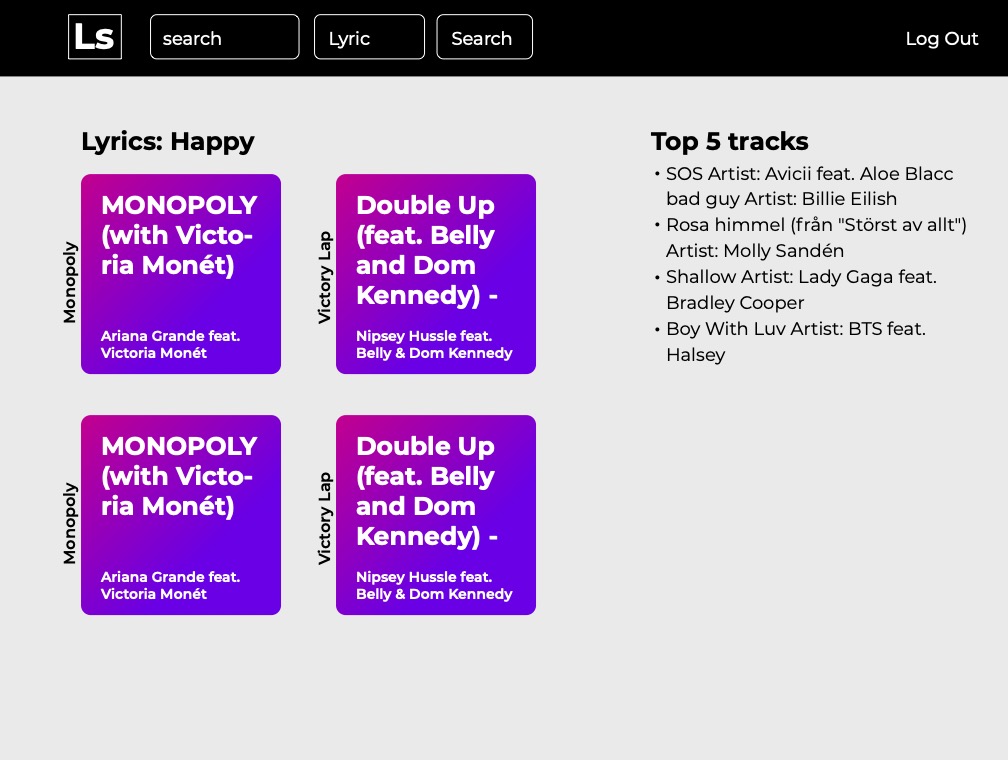 Ls
search
Lyric
Search
Log Out
Lyrics: Happy
Monopoly
MONOPOLY
(with Victo-
ria Monét)
Ariana Grande feat.
Victoria Monét
Victory Lap
Double Up
(feat. Belly
and Dom
Kennedy) -
Nipsey Hussle feat.
Belly & Dom Kennedy
Monopoly
MONOPOLY
(with Victo-
ria Monét)
Ariana Grande feat.
Victoria Monét
Victory Lap
Double Up
(feat. Belly
and Dom
Kennedy) -
Nipsey Hussle feat.
Belly & Dom Kennedy
Top 5 tracks
• SOS Artist: Avicii feat. Aloe Blacc
bad guy Artist: Billie Eilish
• Rosa himmel (från "Störst av allt")
Artist: Molly Sandén
• Shallow Artist: Lady Gaga feat.
Bradley Cooper
• Boy With Luv Artist: BTS feat.
Halsey